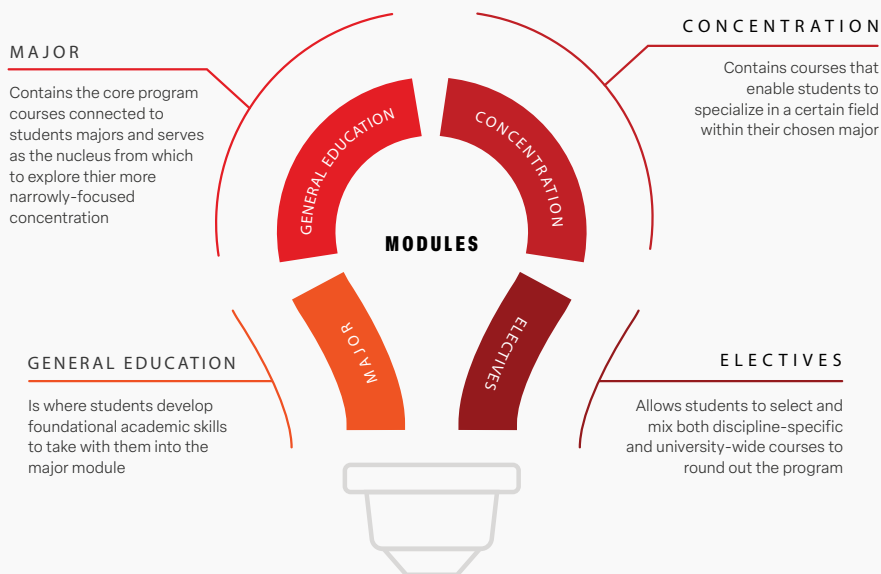 MAJOR
Contains the core program
courses connected to
students majors and serves
as the nucleus from which
to explore thier more
narrowly-focused
concentration
CONCENTRATION
Contains courses that
enable students to
specialize in a certain field
within their chosen major
GENERAL EDUCATION
CONCENTRATION
MODULES
MAJOR
ELECTIVES
GENERAL EDUCATION
Is where students develop
foundational academic skills
to take with them into the
major module
ELECTIVES
Allows students to select and
mix both discipline-specific
and university-wide courses to
round out the program